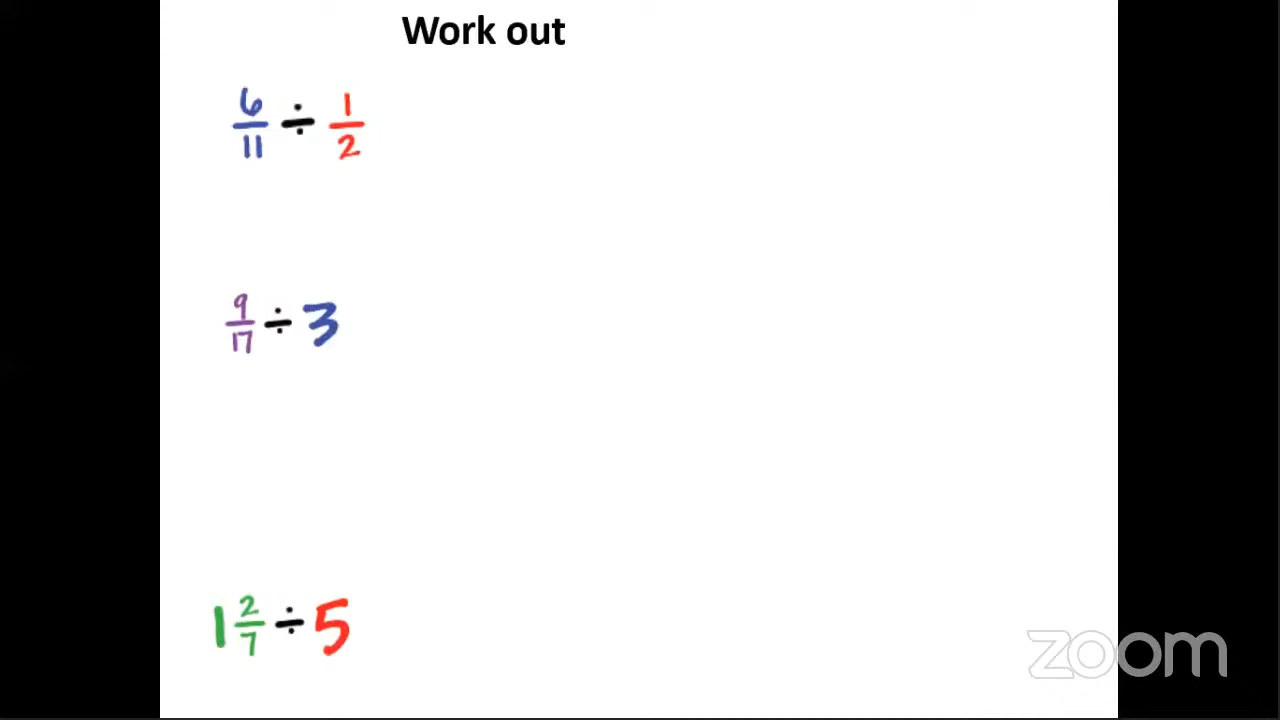 Work out
6/11 ÷ 1/2
9/17 ÷ 3
1 2/7 ÷ 5
zoom